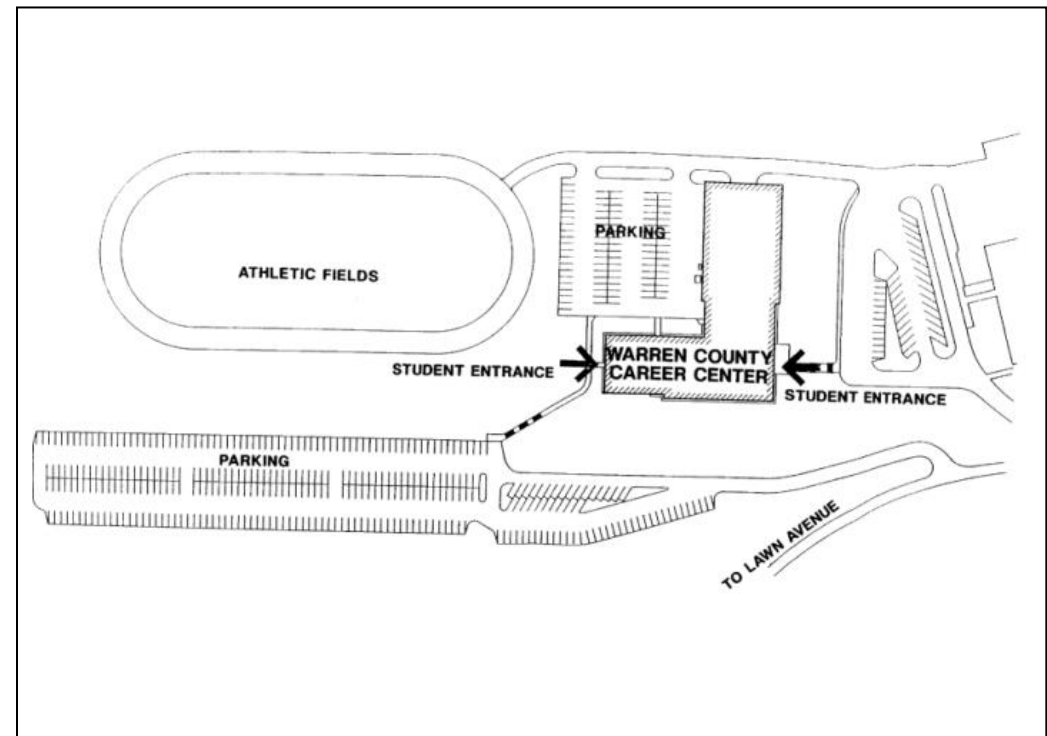 PARKING
ATHLETIC FIELDS
WARREN COUNTY
CAREER CENTER
STUDENT ENTRANCE
STUDENT ENTRANCE
PARKING
TO LAWN AVENUE